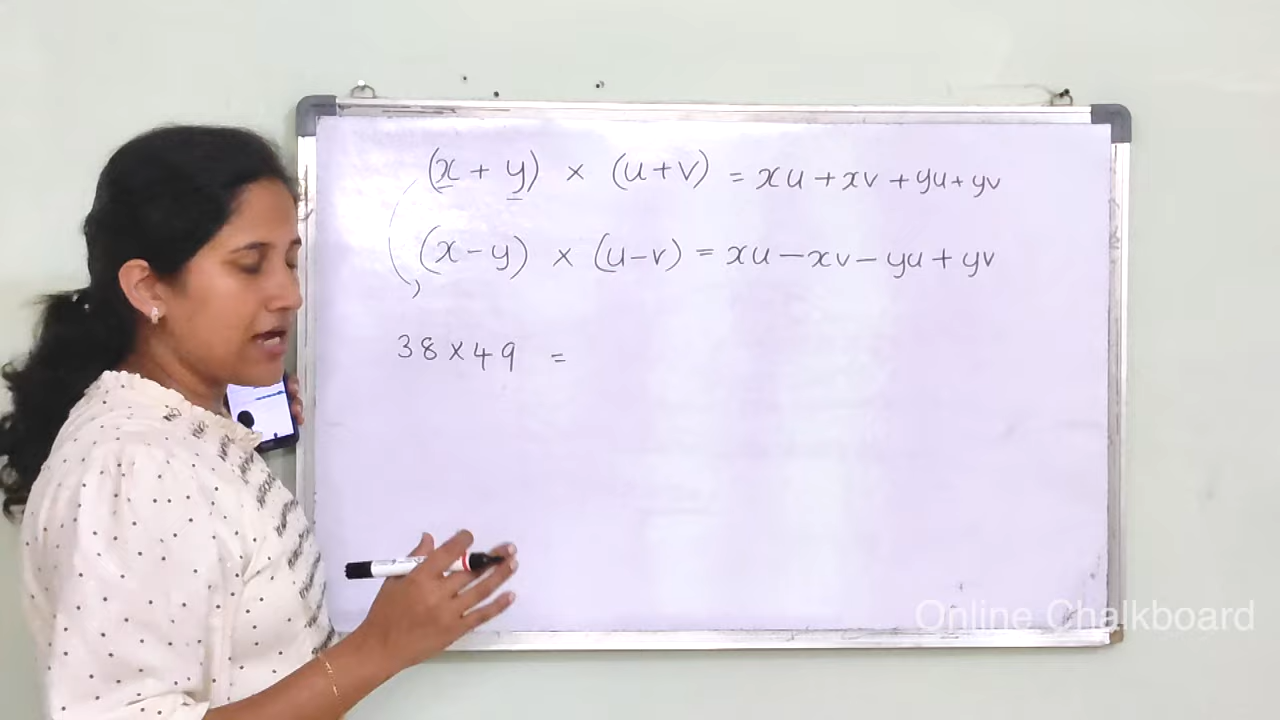 (x + y) × (u+v) = xu + xv + yu + yv
(x - y) × (u-v) = xu - xv - yu + yv
38 × 49 =
Online Chalkboard